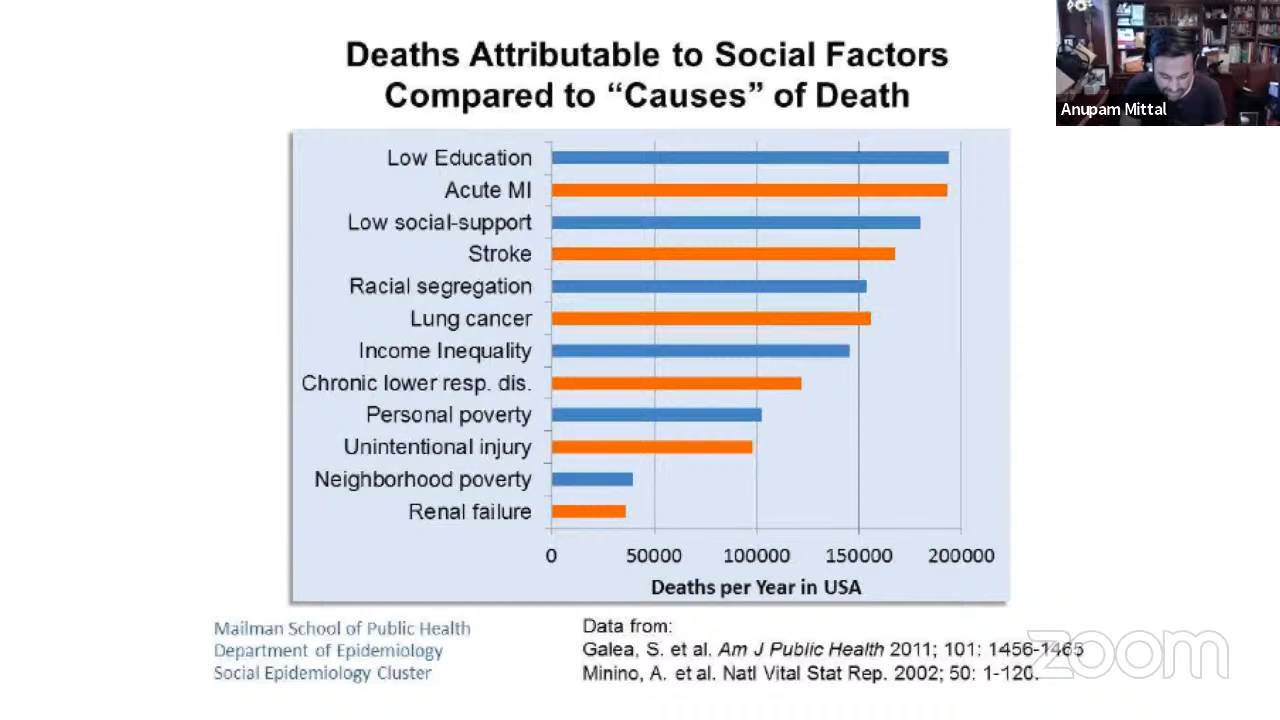 Deaths Attributable to Social Factors
Compared to “Causes” of Death
Anupam Mittal
Low Education
Acute MI
Low social-support
Stroke
Racial segregation
Lung cancer
Income Inequality
Chronic lower resp. dis.
Personal poverty
Unintentional injury
Neighborhood poverty
Renal failure
0 50000 100000 150000 200000
Deaths per Year in USA
Mailman School of Public Health
Department of Epidemiology
Social Epidemiology Cluster
Data from:
Galea, S. et al. Am J Public Health 2011; 101: 1456-1465
Minino, A. et al. Natl Vital Stat Rep. 2002; 50: 1-120.
zoom